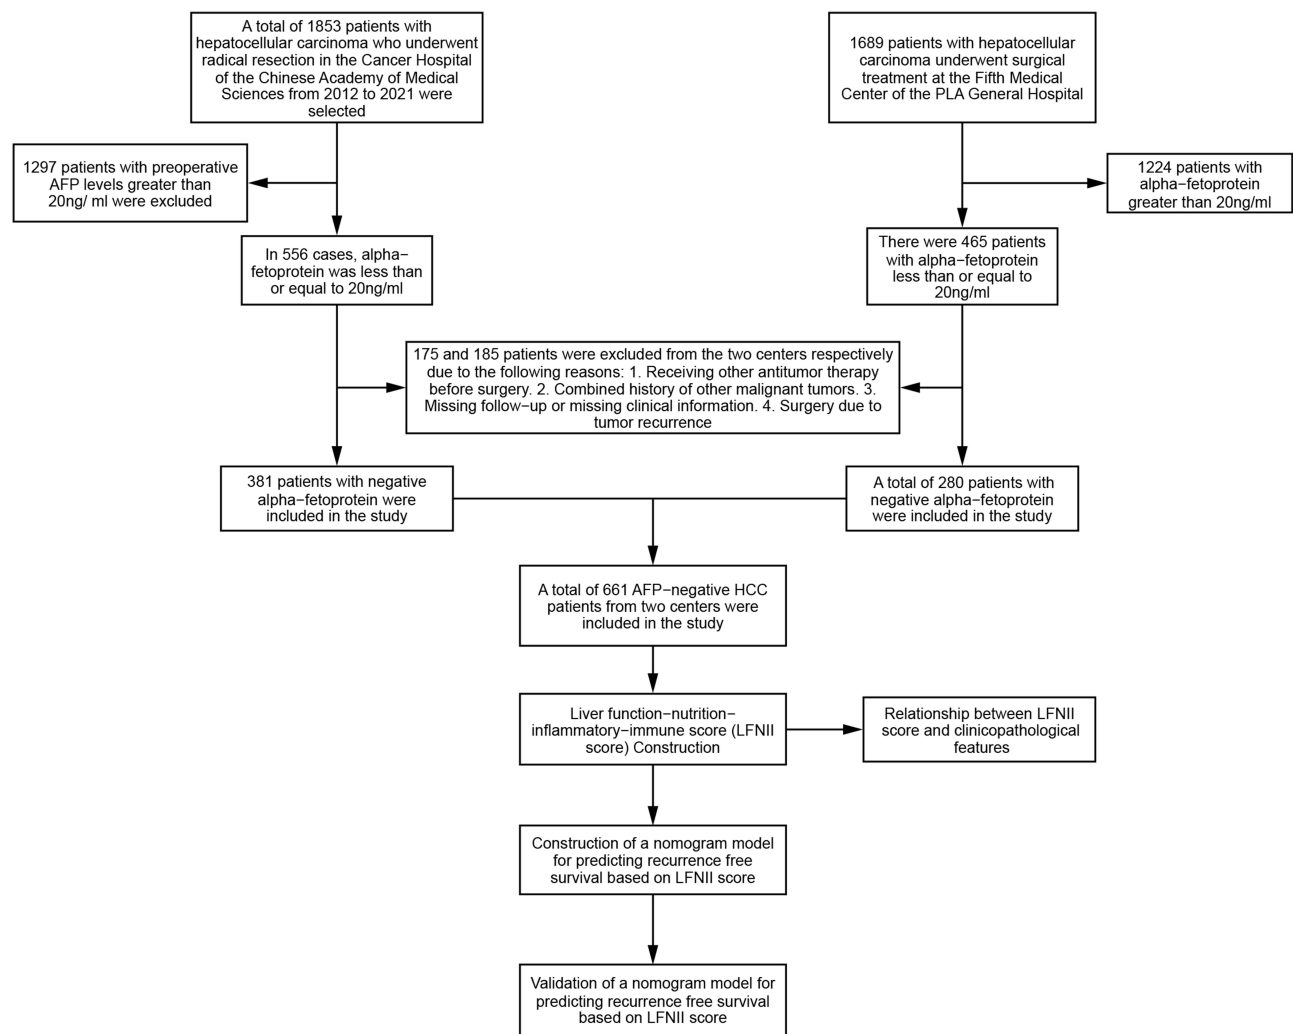 A total of 1853 patients with
hepatocellular carcinoma who underwent
radical resection in the Cancer Hospital
of the Chinese Academy of Medical
Sciences from 2012 to 2021 were
selected
1689 patients with hepatocellular
carcinoma underwent surgical
treatment at the Fifth Medical
Center of the PLA General Hospital
1297 patients with preoperative
AFP levels greater than
20ng/ ml were excluded
1224 patients with
alpha−fetoprotein
greater than 20ng/ml
In 556 cases, alpha−
fetoprotein was less than
or equal to 20ng/ml
There were 465 patients
with alpha−fetoprotein
less than or equal to
20ng/ml
175 and 185 patients were excluded from the two centers respectively
due to the following reasons: 1. Receiving other antitumor therapy
before surgery. 2. Combined history of other malignant tumors. 3.
Missing follow−up or missing clinical information. 4. Surgery due to
tumor recurrence
381 patients with negative
alpha−fetoprotein were
included in the study
A total of 280 patients with
negative alpha−fetoprotein
were included in the study
A total of 661 AFP−negative HCC
patients from two centers were
included in the study
Liver function−nutrition−
inflammatory−immune score (LFNII
score) Construction
Relationship between LFNII
score and clinicopathological
features
Construction of a nomogram model
for predicting recurrence free
survival based on LFNII score
Validation of a nomogram model for
predicting recurrence free survival
based on LFNII score